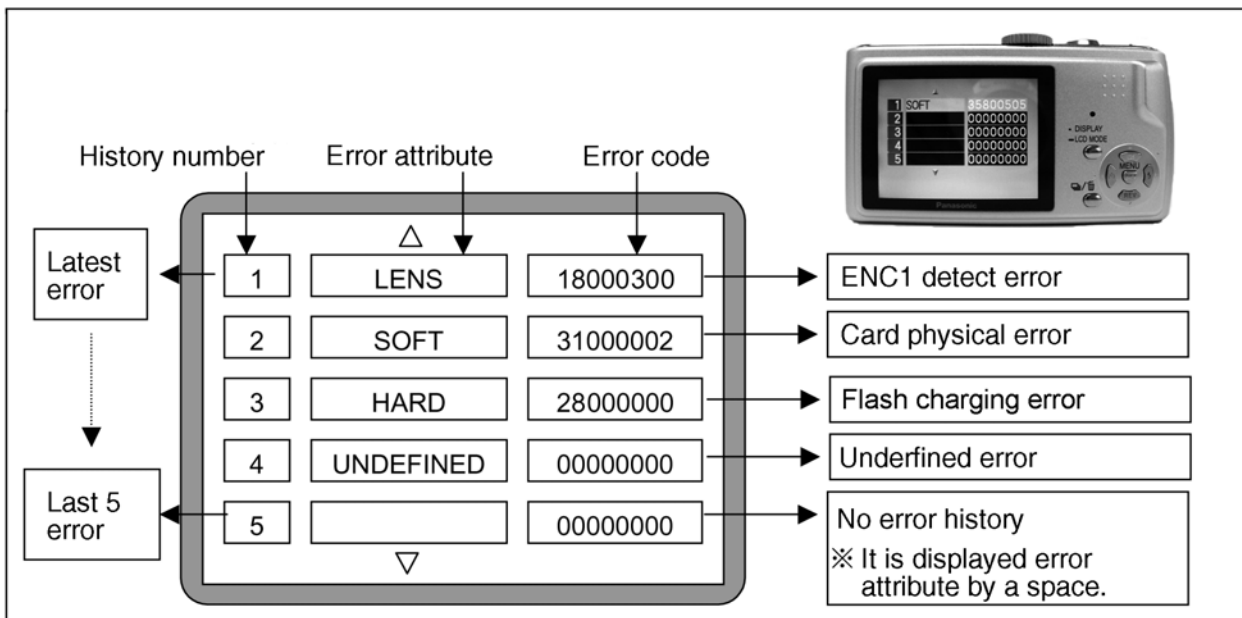 1 SOFT 35800505
2 00000000
3 00000000
4 00000000
5 00000000
DISPLAY
LCD MODE
MENU
REV
Panasonic
History number
Error attribute
Error code
Latest
error
1 LENS 18000300 ENC1 detect error
2 SOFT 31000002 Card physical error
3 HARD 28000000 Flash charging error
4 UNDEFINED 00000000 Underfined error
Last 5
error
5 00000000 No error history
※ It is displayed error
attribute by a space.